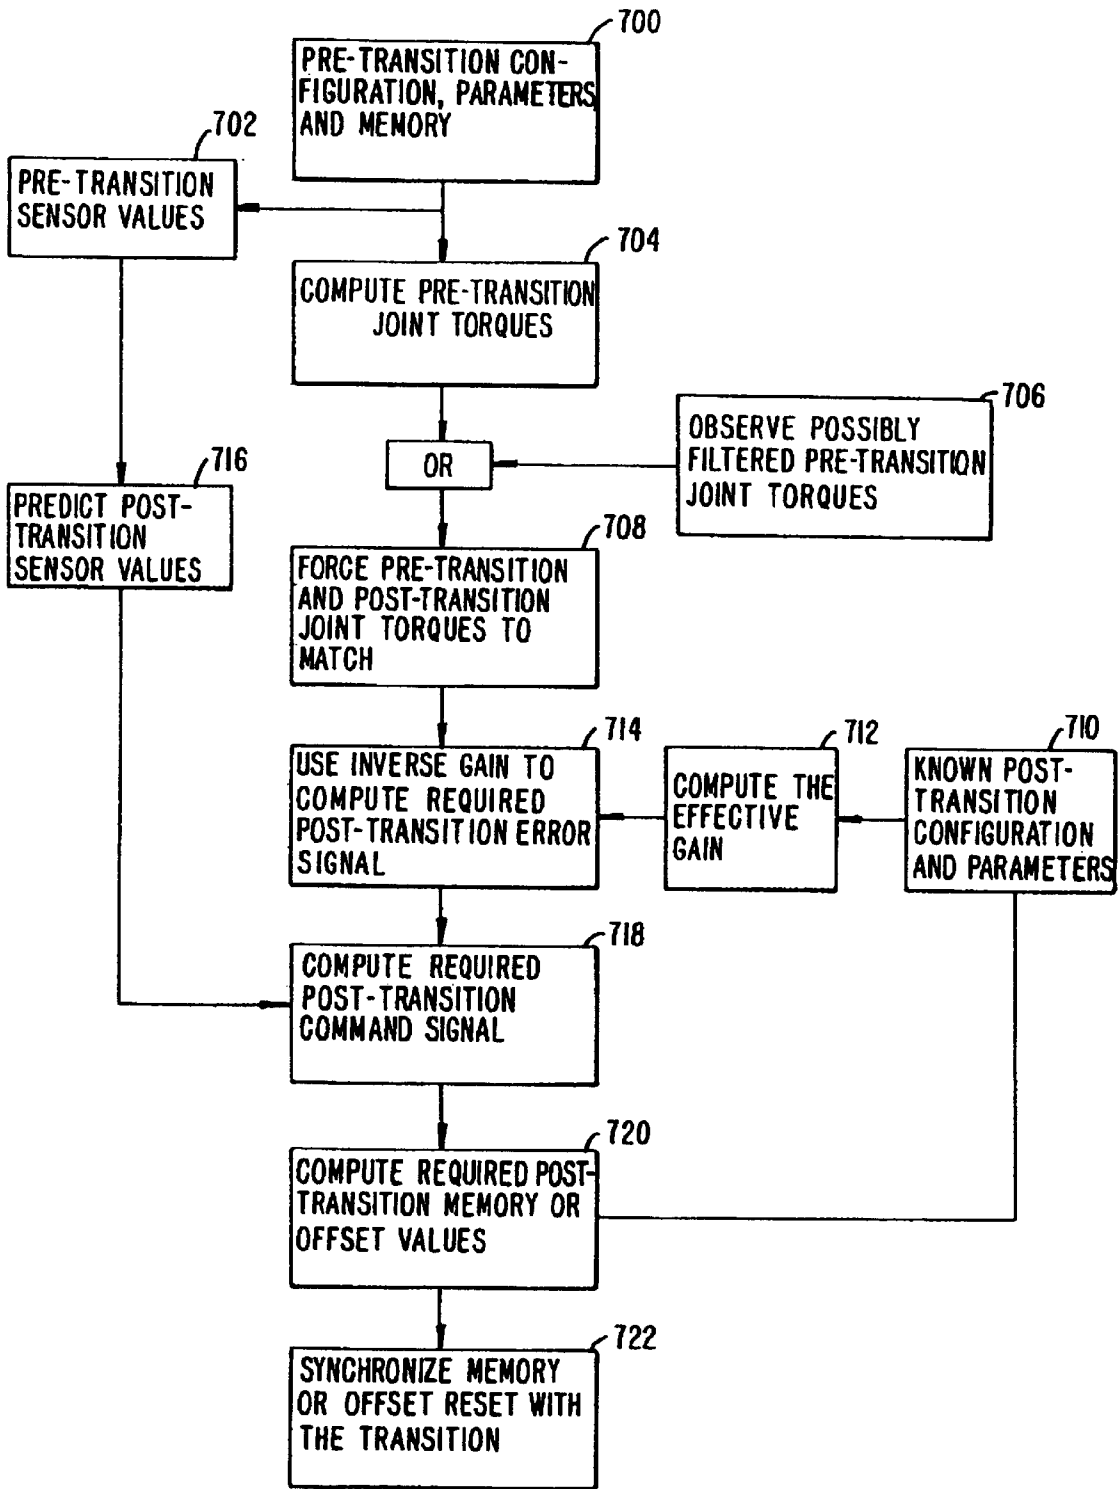 700
PRE-TRANSITION CON-
FIGURATION, PARAMETERS
AND MEMORY
702
PRE-TRANSITION
SENSOR VALUES
704
COMPUTE PRE-TRANSITION
JOINT TORQUES
706
OBSERVE POSSIBLY
FILTERED PRE-TRANSITION
JOINT TORQUES
OR
716
PREDICT POST-
TRANSITION
SENSOR VALUES
708
FORCE PRE-TRANSITION
AND POST-TRANSITION
JOINT TORQUES TO
MATCH
714
USE INVERSE GAIN TO
COMPUTE REQUIRED
POST-TRANSITION ERROR
SIGNAL
712
COMPUTE THE
EFFECTIVE
GAIN
710
KNOWN POST-
TRANSITION
CONFIGURATION
AND PARAMETERS
718
COMPUTE REQUIRED
POST-TRANSITION
COMMAND SIGNAL
720
COMPUTE REQUIRED POST-
TRANSITION MEMORY OR
OFFSET VALUES
722
SYNCHRONIZE MEMORY
OR OFFSET RESET WITH
THE TRANSITION